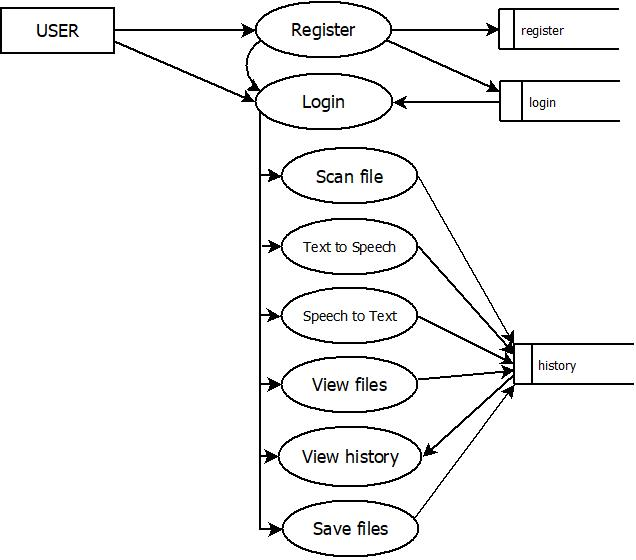 USER
Register
register
Login
login
Scan file
Text to Speech
Speech to Text
history
View files
View history
Save files